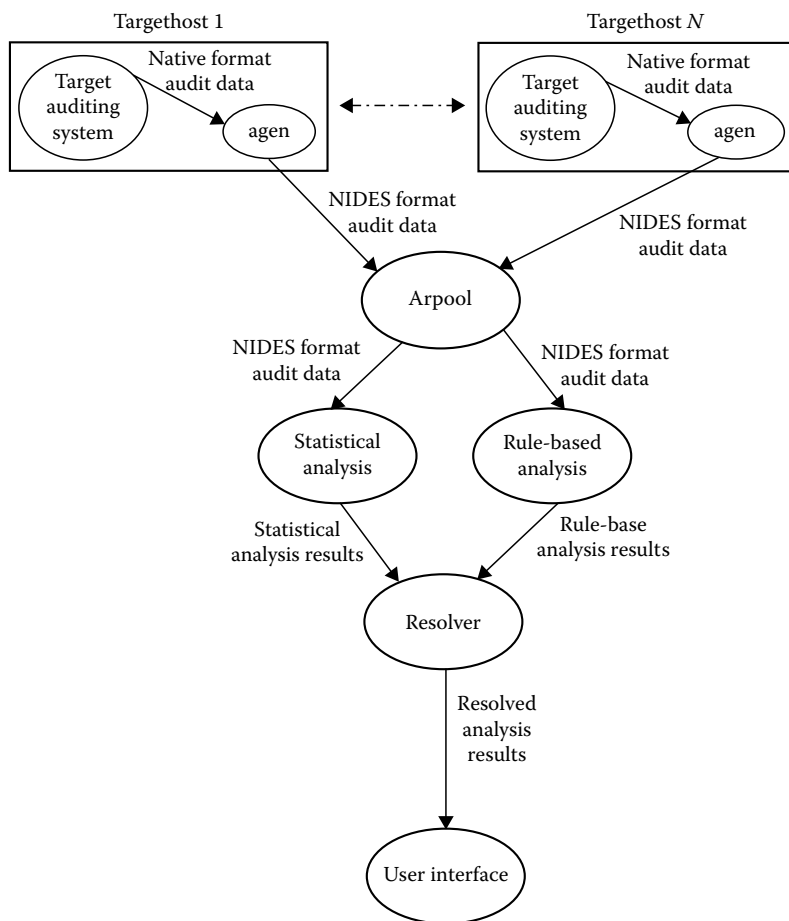 Targethost 1
Targethost N
Native format
audit data
Target
auditing
system
agen
Native format
audit data
Target
auditing
system
agen
NIDES format
audit data
NIDES format
audit data
Arpool
NIDES format
audit data
NIDES format
audit data
Statistical
analysis
Rule-based
analysis
Statistical
analysis results
Rule-base
analysis results
Resolver
Resolved
analysis
results
User interface